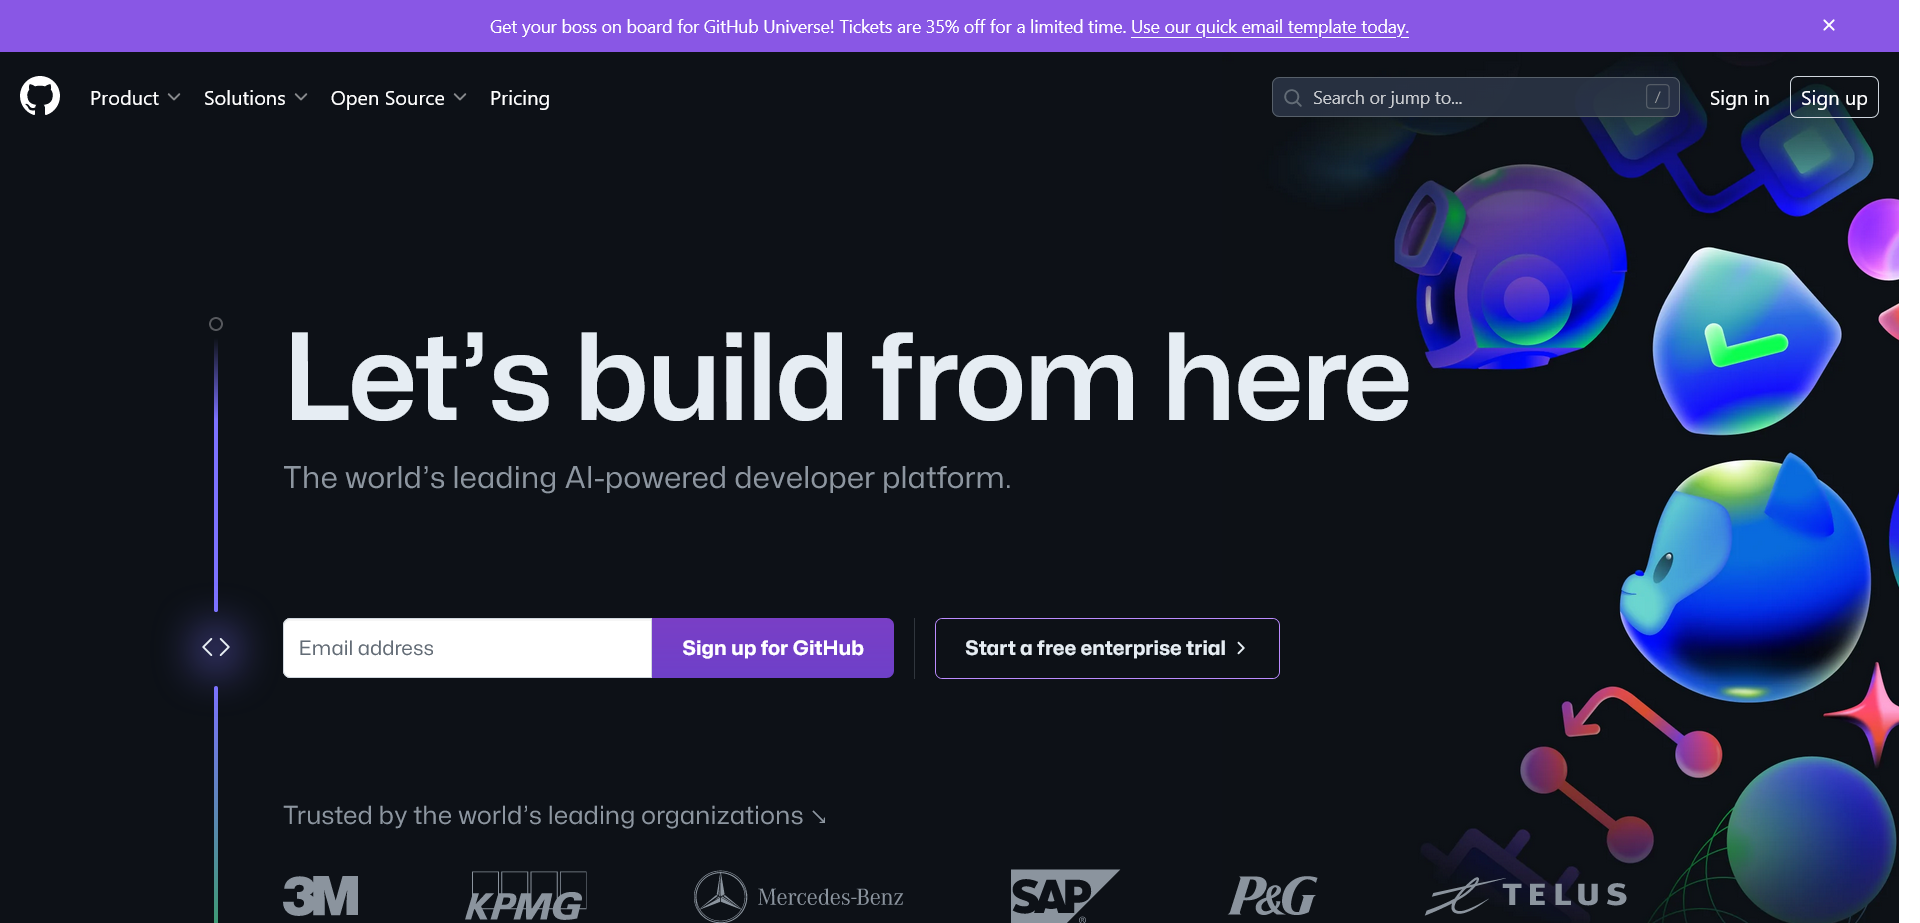 Get your boss on board for GitHub Universe! Tickets are 35% off for a limited time. Use our quick email template today.
Product Solutions Open Source Pricing Search or jump to... / Sign in Sign up
Let’s build from here
The world’s leading AI-powered developer platform.
Email address Sign up for GitHub Start a free enterprise trial
Trusted by the world’s leading organizations ↘
3M KPMG Mercedes-Benz SAP ® P&G TELUS